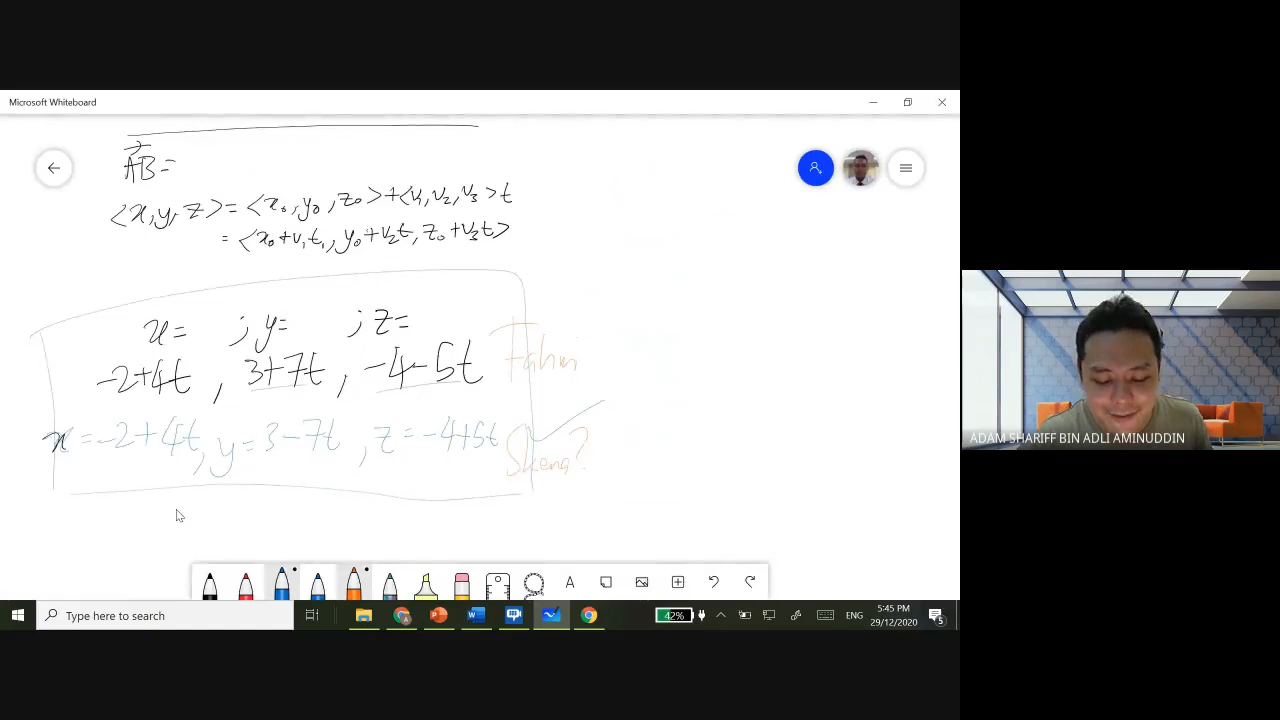 Microsoft Whiteboard
AB=
<x,y,z> = <x₀, y₀, z₀> + <v₁, v₂, v₃> t
= <x₀+v₁t, y₀+v₂t, z₀+v₃t>
x= ; y= ; z=
-2+4t , 3+7t , -4-5t
Fahmi
x = -2+4t, y = 3-7t , z = -4+5t
?
ADAM SHARIFF BIN ADLI AMINUDDIN
A
Type here to search
42%
ENG
5:45 PM
29/12/2020
5